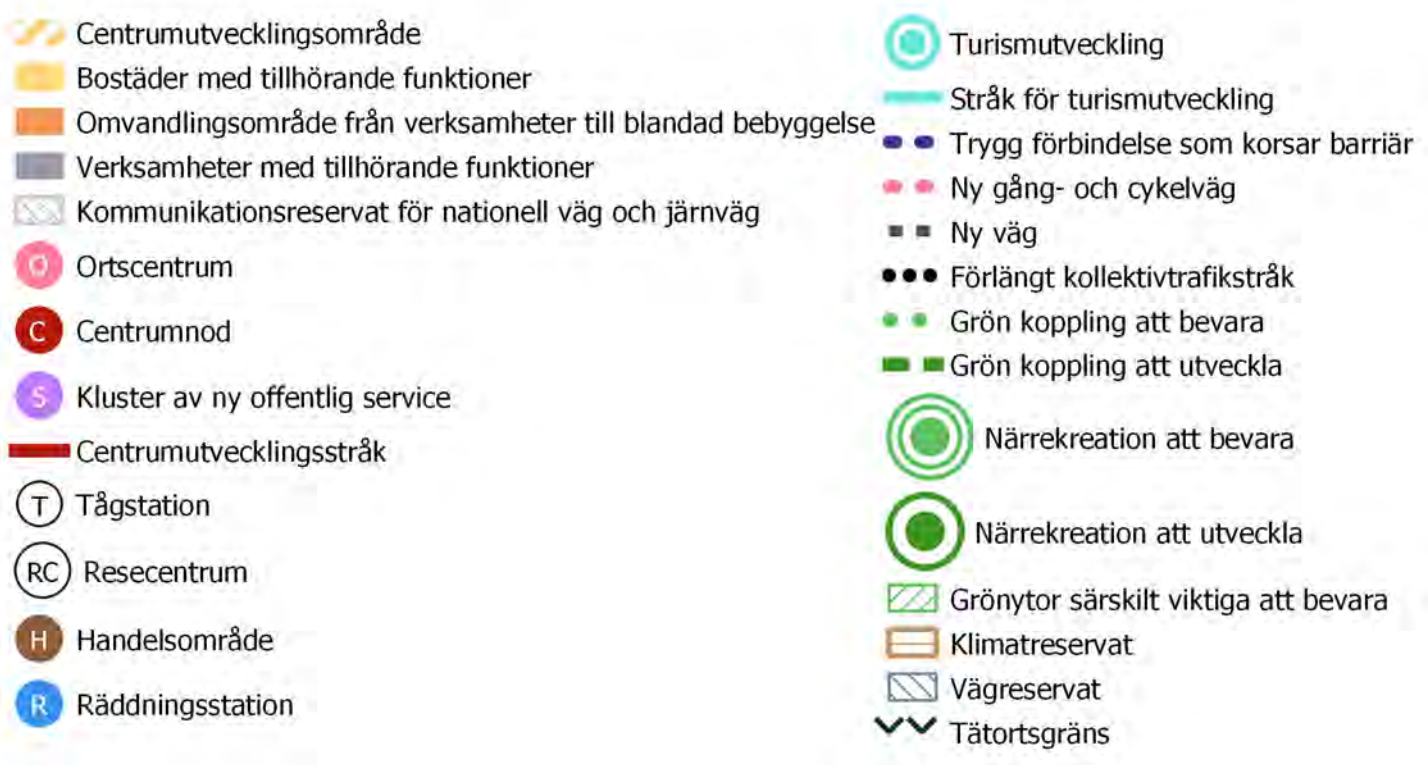 Centrumutvecklingsområde
Bostäder med tillhörande funktioner
Omvandlingsområde från verksamheter till blandad bebyggelse
Verksamheter med tillhörande funktioner
Kommunikationsreservat för nationell väg och järnväg
O Ortscentrum
C Centrumnod
S Kluster av ny offentlig service
Centrumutvecklingsstråk
T Tågstation
RC Resecentrum
H Handelsområde
R Räddningsstation
Turismutveckling
Stråk för turismutveckling
Trygg förbindelse som korsar barriär
Ny gång- och cykelväg
Ny väg
Förlängt kollektivtrafikstråk
Grön koppling att bevara
Grön koppling att utveckla
Närrekreation att bevara
Närrekreation att utveckla
Grönytor särskilt viktiga att bevara
Klimatreservat
Vägreservat
Tätortsgräns